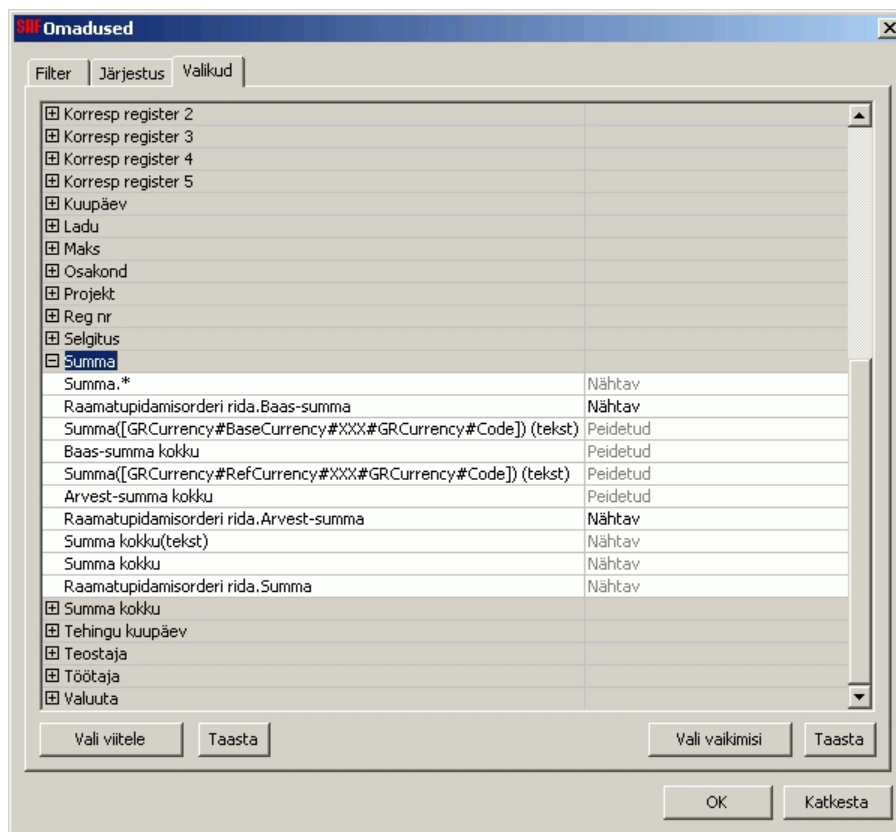 SAF Omadused
Filter Järjestus Valikud
Korresp register 2
Korresp register 3
Korresp register 4
Korresp register 5
Kuupäev
Ladu
Maks
Osakond
Projekt
Reg nr
Selgitus
Summa
Summa.* Nähtav
Raamatupidamisorderi rida.Baas-summa Nähtav
Summa([GRCurrency#BaseCurrency#XXX#GRCurrency#Code]) (tekst) Peidetud
Baas-summa kokku Peidetud
Summa([GRCurrency#RefCurrency#XXX#GRCurrency#Code]) (tekst) Peidetud
Arvest-summa kokku Peidetud
Raamatupidamisorderi rida.Arvest-summa Nähtav
Summa kokku(tekst) Nähtav
Summa kokku Nähtav
Raamatupidamisorderi rida.Summa Nähtav
Summa kokku
Tehingu kuupäev
Teostaja
Töötaja
Valuuta
Vali viitele Taasta Vali vaikimisi Taasta
OK Katkesta